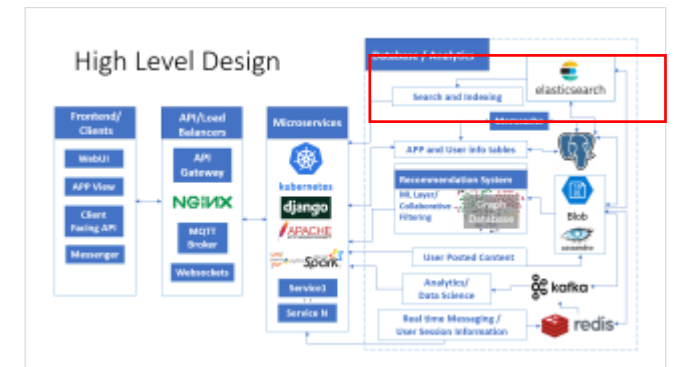 High Level Design
Database / Analytics
elasticsearch
Search and Indexing
Frontend/
Clients
API/Load
Balancers
Microservices
Memcache
WebUI
API
Gateway
APP and User info tables
APP View
kubernetes
Recommendation System
NGINX
django
ML Layer/
Collaborative
Filtering
Graph
Database
Client
Facing API
Blob
APACHE
MQTT
Broker
cassandra
Messenger
User Posted Content
Spark
Websockets
Analytics/
Data Science
kafka
Service1
Service N
Real time Messaging /
User Session Information
redis